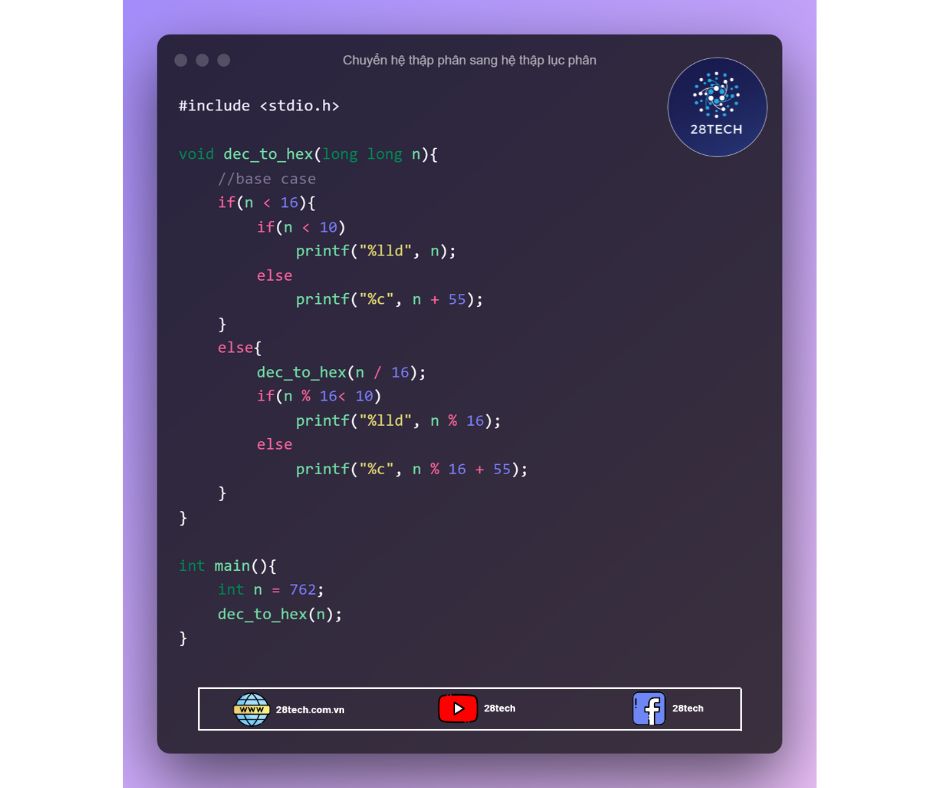 Chuyển hệ thập phân sang hệ thập lục phân
28TECH
#include <stdio.h>
void dec_to_hex(long long n){
//base case
if(n < 16){
if(n < 10)
printf("%lld", n);
else
printf("%c", n + 55);
}
else{
dec_to_hex(n / 16);
if(n % 16< 10)
printf("%lld", n % 16);
else
printf("%c", n % 16 + 55);
}
}
int main(){
int n = 762;
dec_to_hex(n);
}
www 28tech.com.vn 28tech f 28tech